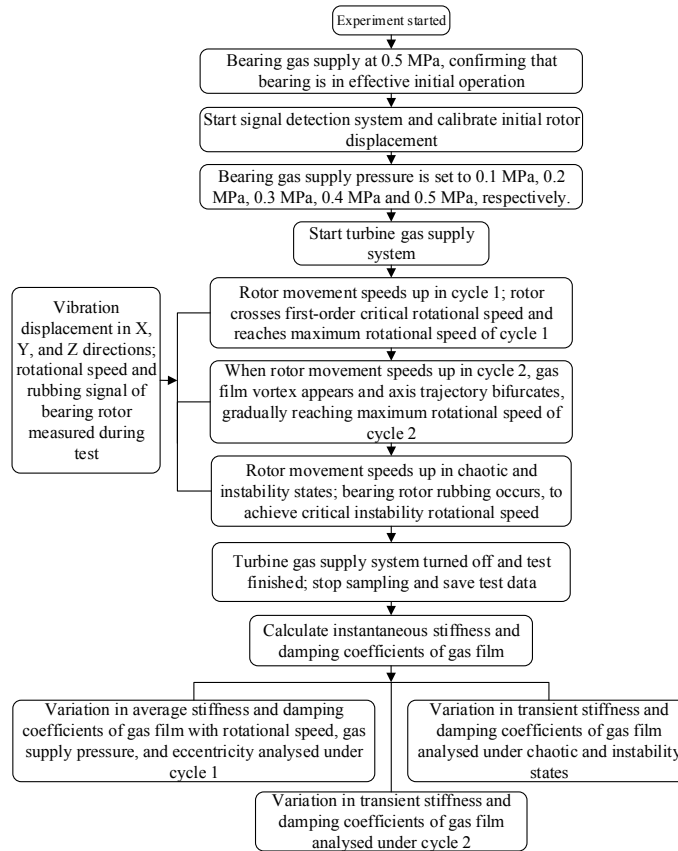 Experiment started
Bearing gas supply at 0.5 MPa, confirming that
bearing is in effective initial operation
Start signal detection system and calibrate initial rotor
displacement
Bearing gas supply pressure is set to 0.1 MPa, 0.2
MPa, 0.3 MPa, 0.4 MPa and 0.5 MPa, respectively.
Start turbine gas supply
system
Vibration
displacement in X,
Y, and Z directions;
rotational speed and
rubbing signal of
bearing rotor
measured during
test
Rotor movement speeds up in cycle 1; rotor
crosses first-order critical rotational speed and
reaches maximum rotational speed of cycle 1
When rotor movement speeds up in cycle 2, gas
film vortex appears and axis trajectory bifurcates,
gradually reaching maximum rotational speed of
cycle 2
Rotor movement speeds up in chaotic and
instability states; bearing rotor rubbing occurs, to
achieve critical instability rotational speed
Turbine gas supply system turned off and test
finished; stop sampling and save test data
Calculate instantaneous stiffness and
damping coefficients of gas film
Variation in average stiffness and damping
coefficients of gas film with rotational speed, gas
supply pressure, and eccentricity analysed under
cycle 1
Variation in transient stiffness and
damping coefficients of gas film
analysed under cycle 2
Variation in transient stiffness and
damping coefficients of gas film
analysed under chaotic and instability
states